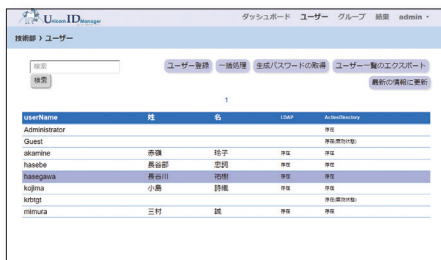 Unicorn ID Manager
ダッシュボード ユーザー グループ 結果 admin
技術部 > ユーザー
検索
ユーザー登録 一括処理 生成パスワードの取得 ユーザー一覧のエクスポート
検索
最新の情報に更新
1
userName 姓 名 LDAP ActiveDirectory
Administrator 存在
Guest 存在(無効状態)
akamine 赤嶺 玲子 存在 存在
hasebe 長谷部 忠嗣 存在 存在
hasegawa 長谷川 祐樹 存在 存在
kojima 小島 詩織 存在 存在
krbtgt 存在(無効状態)
mimura 三村 誠 存在 存在